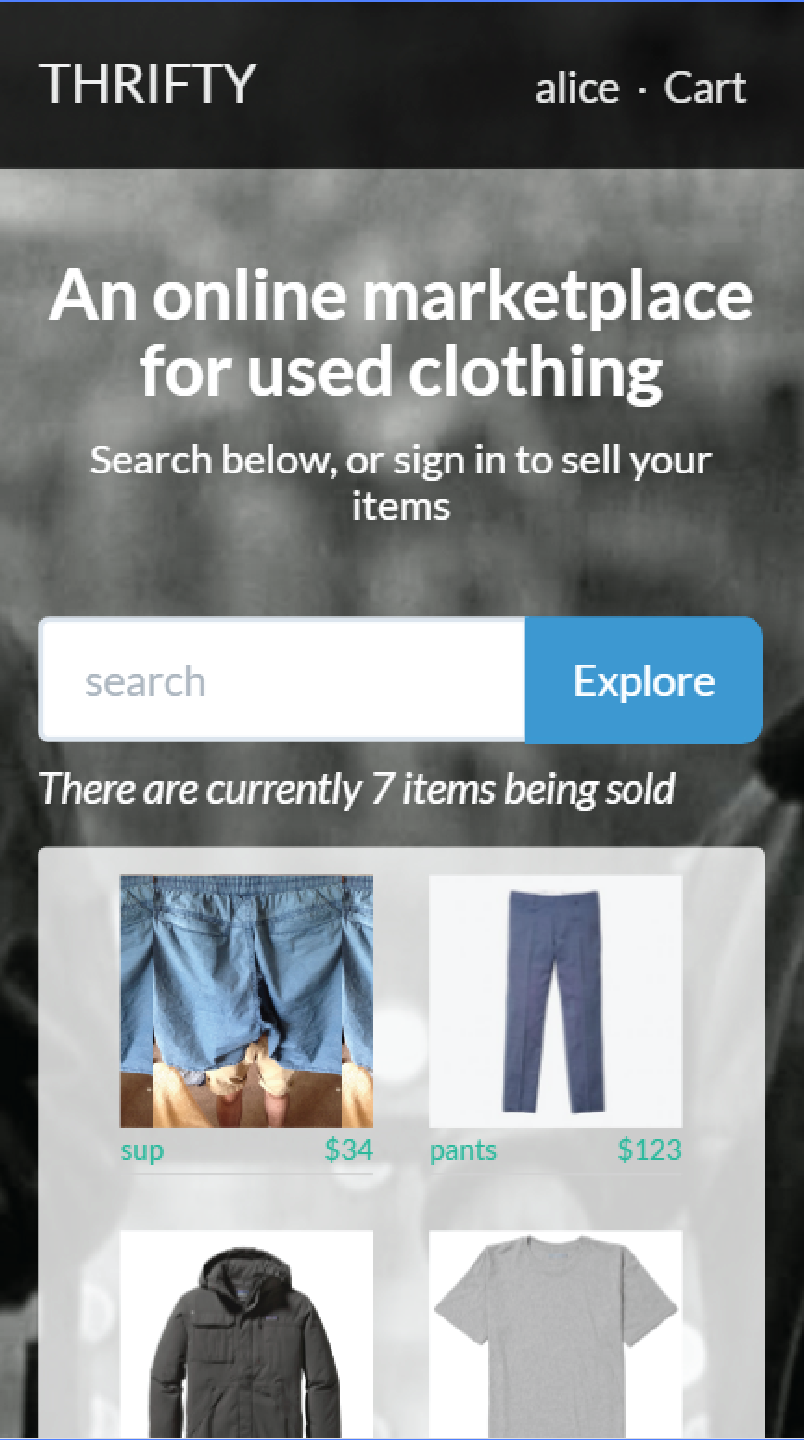 THRIFTY
alice · Cart
An online marketplace
for used clothing
Search below, or sign in to sell your
items
search
Explore
There are currently 7 items being sold
sup $34
pants $123